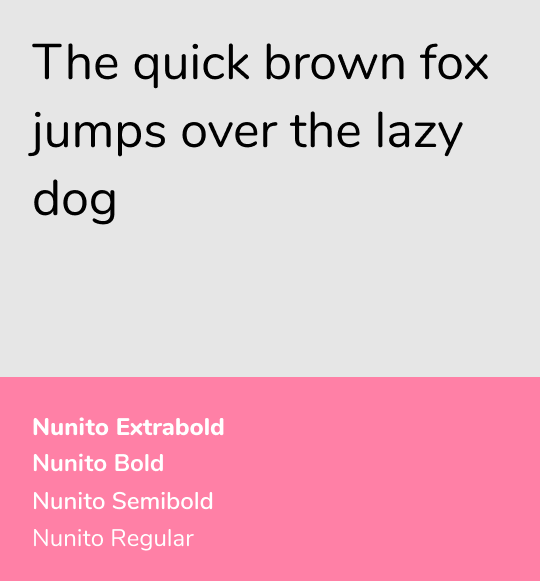 The quick brown fox
jumps over the lazy
dog
Nunito Extrabold
Nunito Bold
Nunito Semibold
Nunito Regular